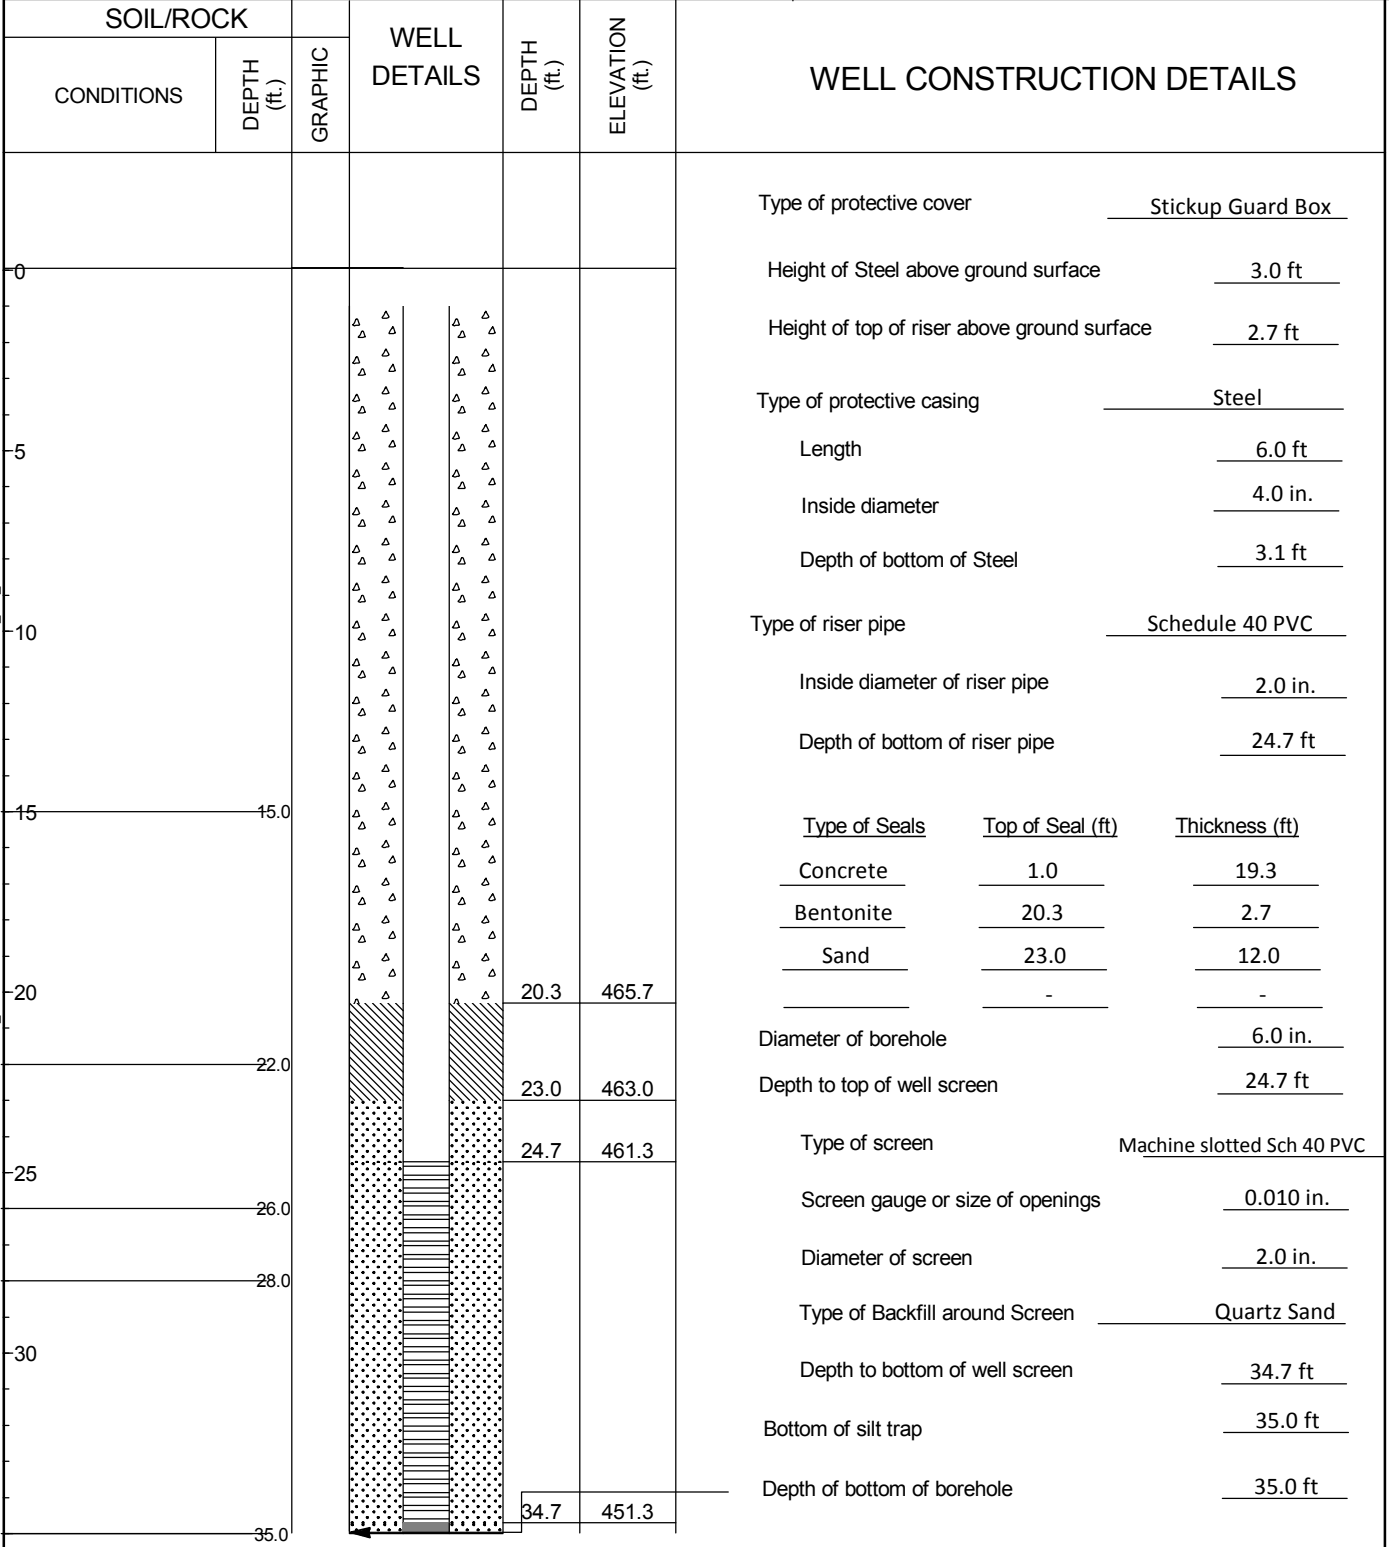 SOIL/ROCK
CONDITIONS
DEPTH (ft.)
GRAPHIC
WELL DETAILS
DEPTH (ft.)
ELEVATION (ft.)
WELL CONSTRUCTION DETAILS
Type of protective cover Stickup Guard Box
0
Height of Steel above ground surface 3.0 ft
Height of top of riser above ground surface 2.7 ft
Type of protective casing Steel
5
Length 6.0 ft
Inside diameter 4.0 in.
Depth of bottom of Steel 3.1 ft
10
Type of riser pipe Schedule 40 PVC
Inside diameter of riser pipe 2.0 in.
Depth of bottom of riser pipe 24.7 ft
15 15.0
Type of Seals Top of Seal (ft) Thickness (ft)
Concrete 1.0 19.3
Bentonite 20.3 2.7
Sand 23.0 12.0
20 20.3 465.7
- -
Diameter of borehole 6.0 in.
22.0
23.0 463.0
Depth to top of well screen 24.7 ft
24.7 461.3
Type of screen Machine slotted Sch 40 PVC
25
26.0
Screen gauge or size of openings 0.010 in.
Diameter of screen 2.0 in.
28.0
Type of Backfill around Screen Quartz Sand
30
Depth to bottom of well screen 34.7 ft
Bottom of silt trap 35.0 ft
Depth of bottom of borehole 35.0 ft
34.7 451.3
35.0